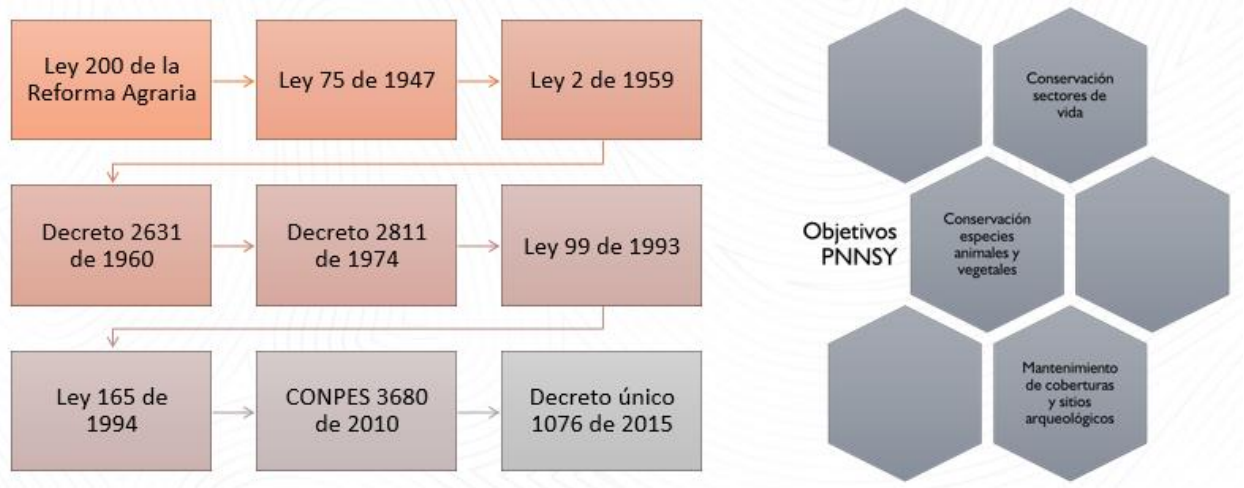 Ley 200 de la
Reforma Agraria
Ley 75 de 1947
Ley 2 de 1959
Decreto 2631
de 1960
Decreto 2811
de 1974
Ley 99 de 1993
Ley 165 de
1994
CONPES 3680
de 2010
Decreto único
1076 de 2015
Conservación
sectores de
vida
Objetivos
PNNSY
Conservación
especies
animales y
vegetales
Mantenimiento
de coberturas
y sitios
arqueológicos